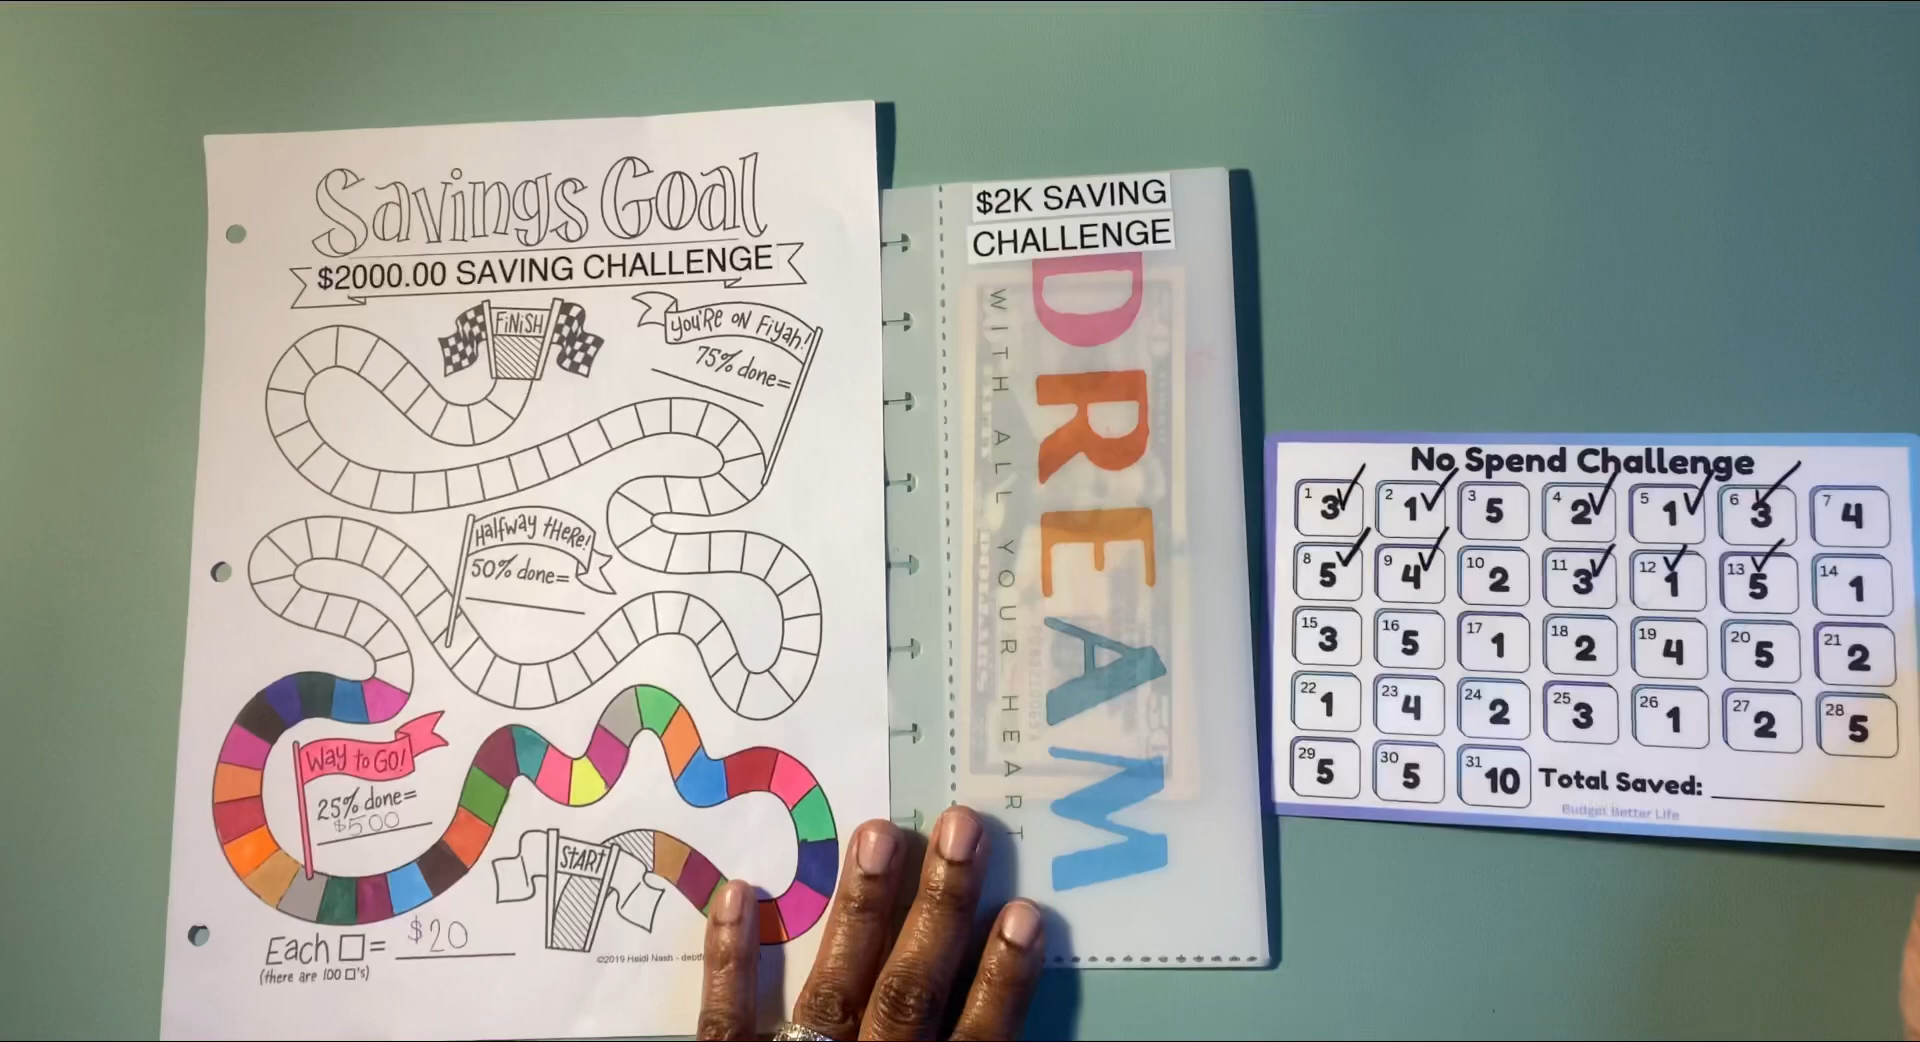 Savings Goal
$2000.00 SAVING CHALLENGE
FiNiSH
YOU'RE ON FiYAH!
75% done=
HALFWAY THERE!
50% done=
WAY to GO!
25% done=
$500
START
Each □= $20
(there are 100 □'s)
©2019 Heidi Nash -
$2K SAVING
CHALLENGE
DREAM
WITH ALL YOUR HEART
No Spend Challenge
1 3 2 1 3 5 4 2 5 1 6 3 7 4
8 5 9 4 10 2 11 3 12 1 13 5 14 1
15 3 16 5 17 1 18 2 19 4 20 5 21 2
22 1 23 4 24 2 25 3 26 1 27 2 28 5
29 5 30 5 31 10 Total Saved:
Budget Better Life